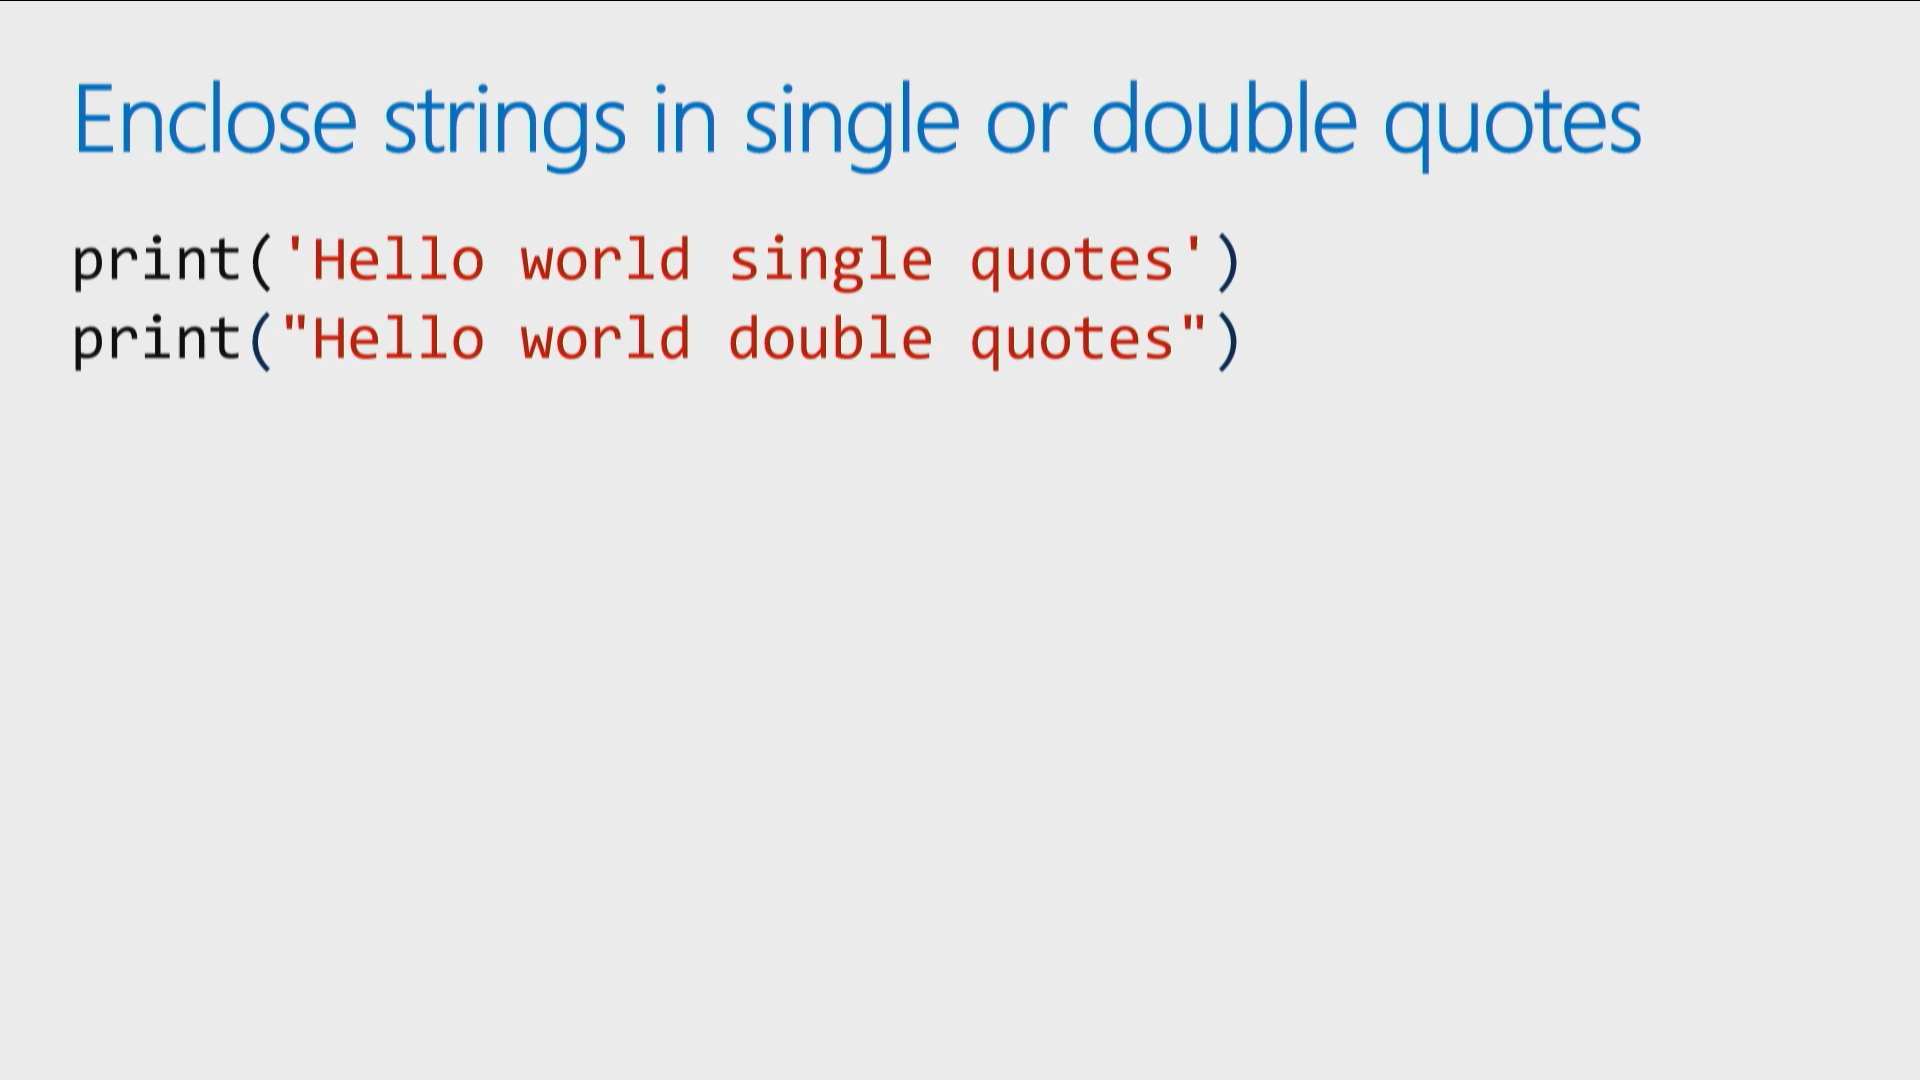 Enclose strings in single or double quotes
print('Hello world single quotes')
print("Hello world double quotes")